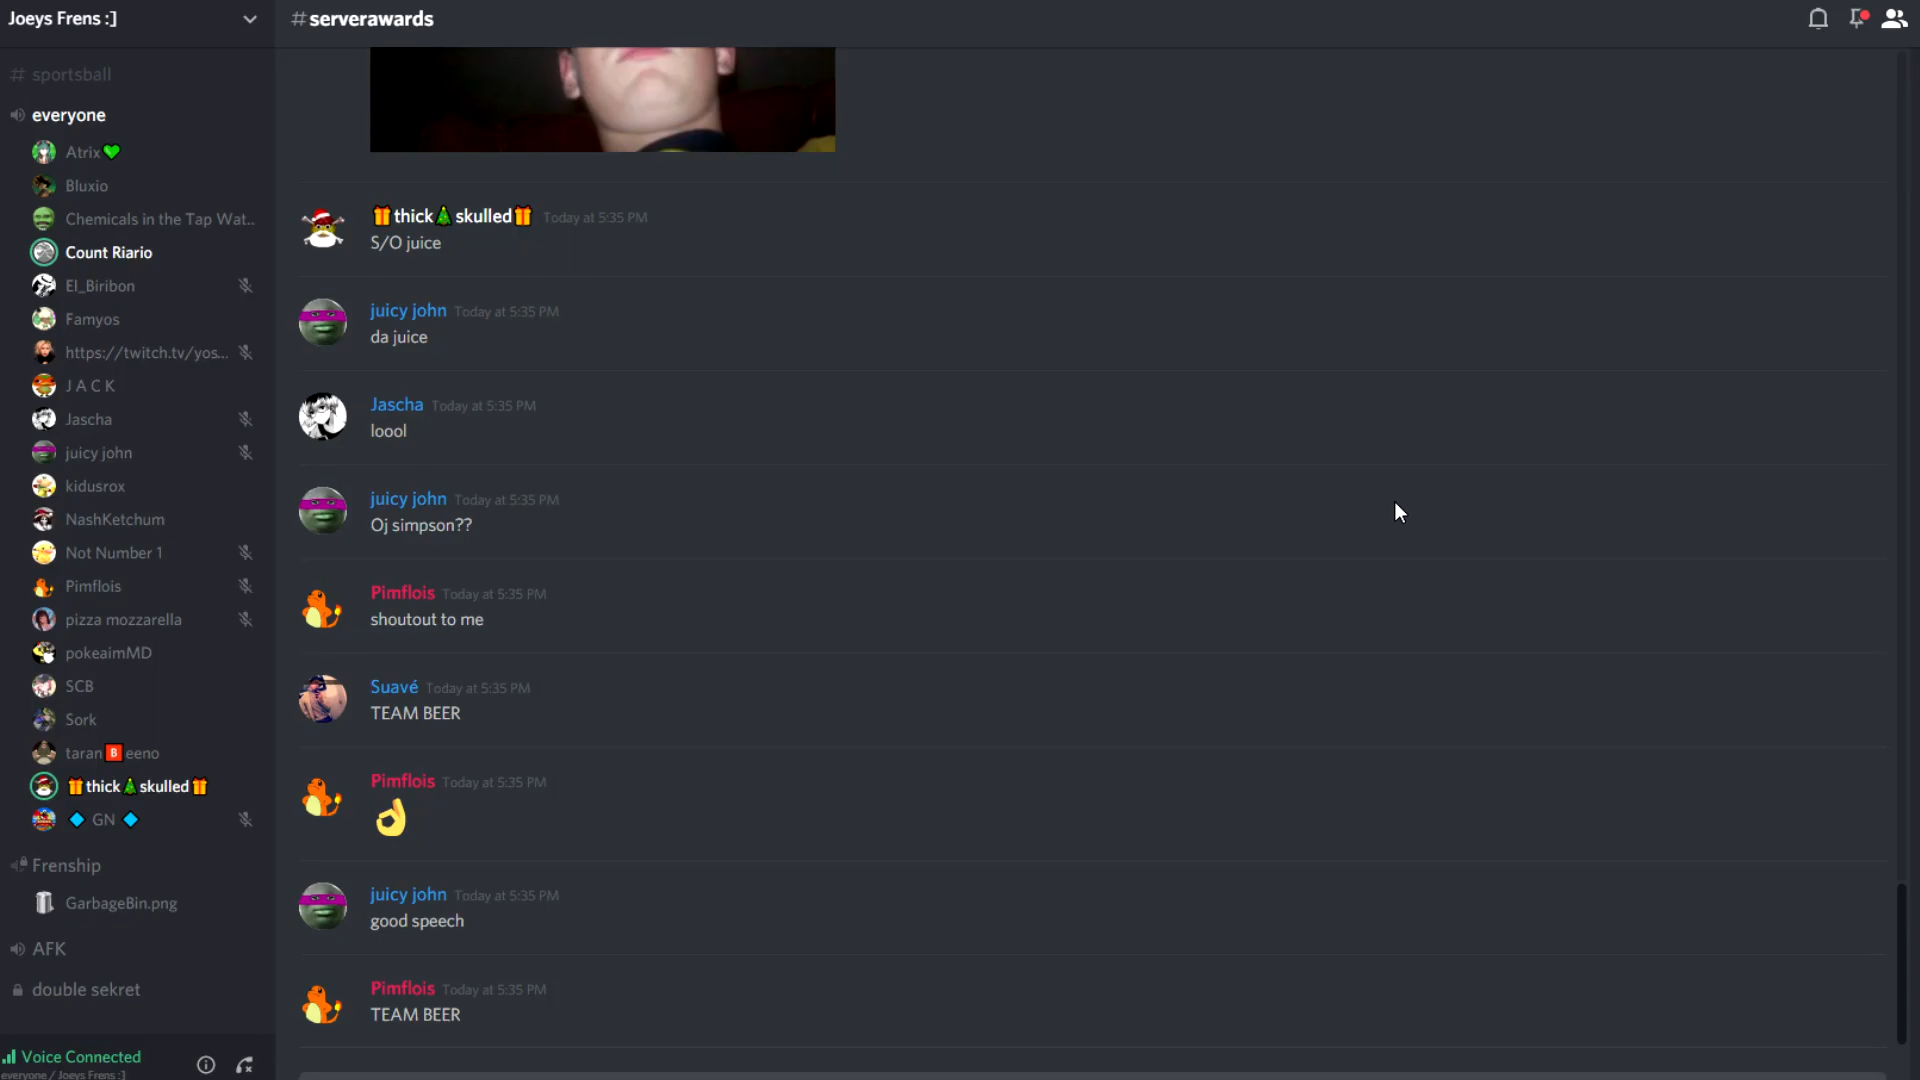 Joeys Frens :]
# sportsball
everyone
Atrix💚
Bluxio
Chemicals in the Tap Wat...
Count Riario
El_Biribon
Famyos
https://twitch.tv/yos...
J A C K
Jascha
juicy john
kidusrox
NashKetchum
Not Number 1
Pimflois
pizza mozzarella
pokeaimMD
SCB
Sork
taran🅱eeno
🎁thick🎄skulled🎁
🔷 GN 🔷
Frenship
GarbageBin.png
AFK
double sekret
Voice Connected
everyone / Joeys Frens :]
#serverawards
🎁thick🎄skulled🎁 Today at 5:35 PM
S/O juice
juicy john Today at 5:35 PM
da juice
Jascha Today at 5:35 PM
loool
juicy john Today at 5:35 PM
Oj simpson??
Pimflois Today at 5:35 PM
shoutout to me
Suavé Today at 5:35 PM
TEAM BEER
Pimflois Today at 5:35 PM
👌
juicy john Today at 5:35 PM
good speech
Pimflois Today at 5:35 PM
TEAM BEER